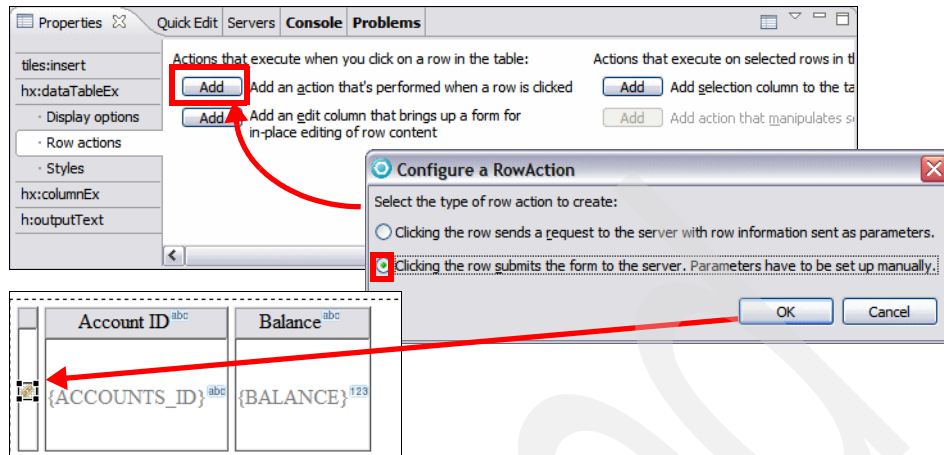 Properties Quick Edit Servers Console Problems
tiles:insert
hx:dataTableEx
· Display options
· Row actions
· Styles
hx:columnEx
h:outputText
Actions that execute when you click on a row in the table:
Add Add an action that's performed when a row is clicked
Add Add an edit column that brings up a form for
in-place editing of row content
Actions that execute on selected rows in th
Add Add selection column to the ta
Add Add action that manipulates se
Configure a RowAction
Select the type of row action to create:
Clicking the row sends a request to the server with row information sent as parameters.
Clicking the row submits the form to the server. Parameters have to be set up manually.
OK Cancel
Account ID abc Balance abc
{ACCOUNTS_ID} abc {BALANCE} 123